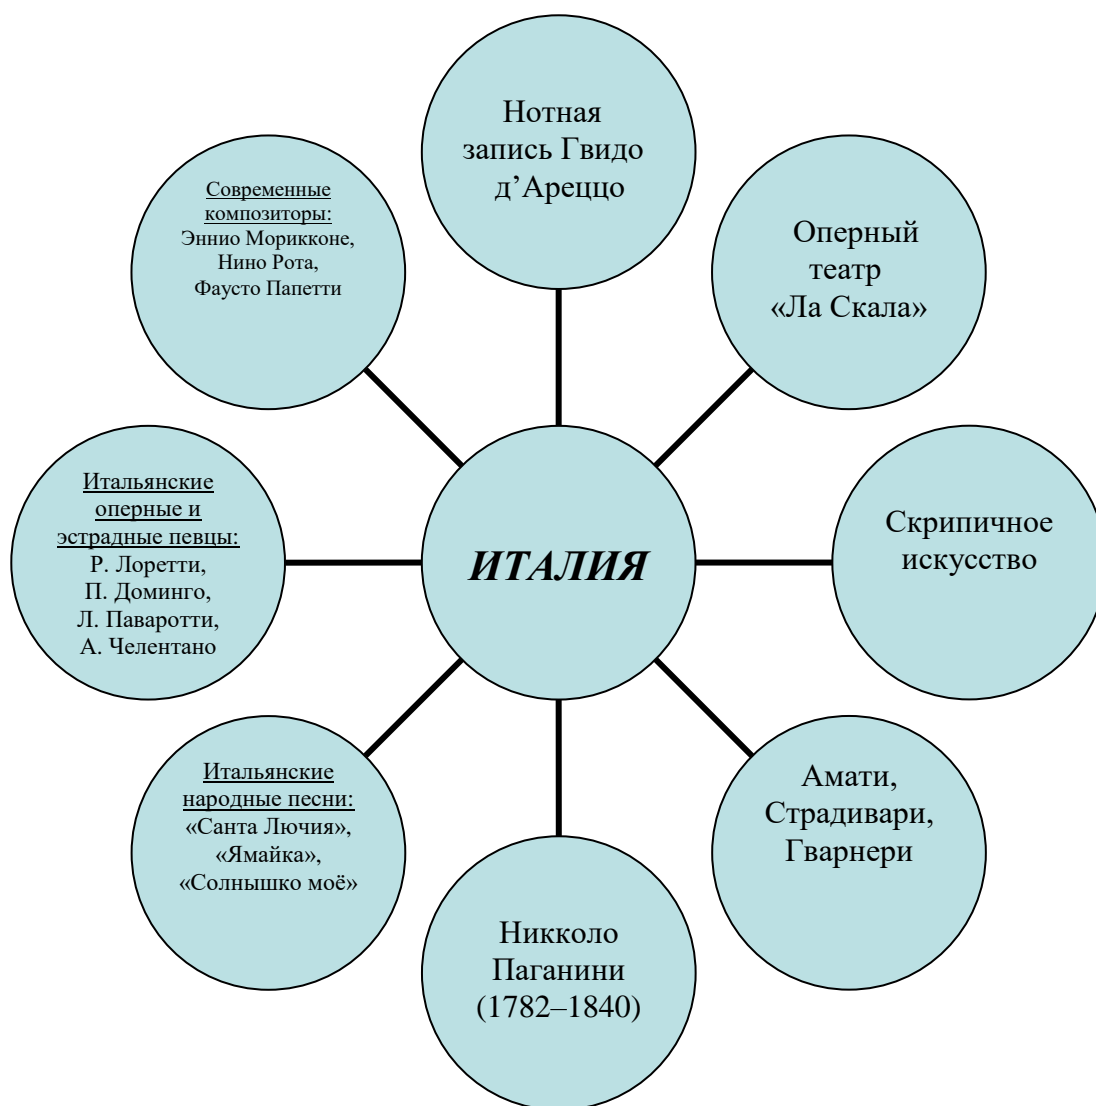 Нотная
запись Гвидо
д’Ареццо
Оперный
театр
«Ла Скала»
Скрипичное
искусство
Амати,
Страдивари,
Гварнери
Никколо
Паганини
(1782–1840)
Итальянские
народные песни:
«Санта Лючия»,
«Ямайка»,
«Солнышко моё»
Итальянские
оперные и
эстрадные певцы:
Р. Лоретти,
П. Доминго,
Л. Паваротти,
А. Челентано
Современные
композиторы:
Эннио Морикконе,
Нино Рота,
Фаусто Папетти
ИТАЛИЯ